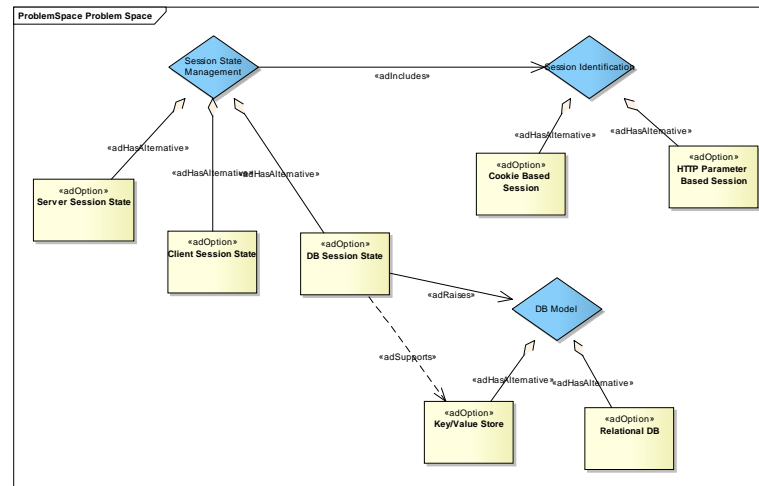 ProblemSpace Problem Space
Session State
Management
«adIncludes»
Session Identification
«adHasAlternative»
«adHasAlternative»
«adHasAlternative»
«adHasAlternative»
«adHasAlternative»
«adOption»
Server Session State
«adOption»
Client Session State
«adOption»
DB Session State
«adOption»
Cookie Based
Session
«adOption»
HTTP Parameter
Based Session
«adRaises»
DB Model
«adSupports»
«adHasAlternative»
«adHasAlternative»
«adOption»
Key/Value Store
«adOption»
Relational DB